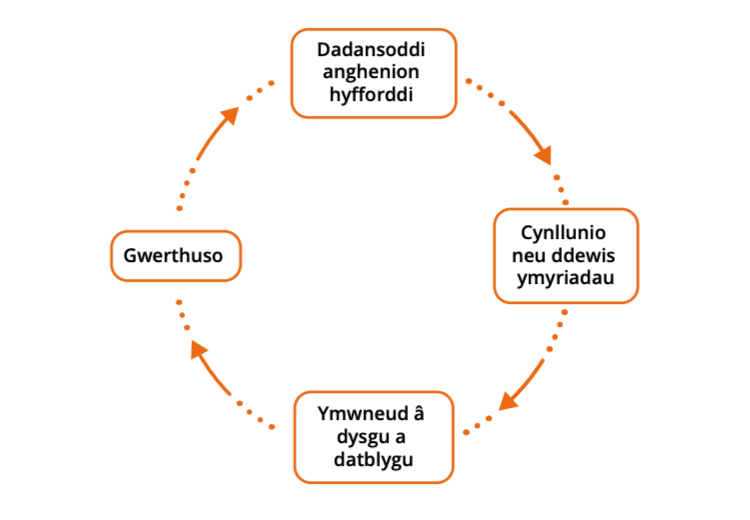 Dadansoddi
anghenion
hyfforddi
Cynllunio
neu ddewis
ymyriadau
Ymwneud â
dysgu a
datblygu
Gwerthuso